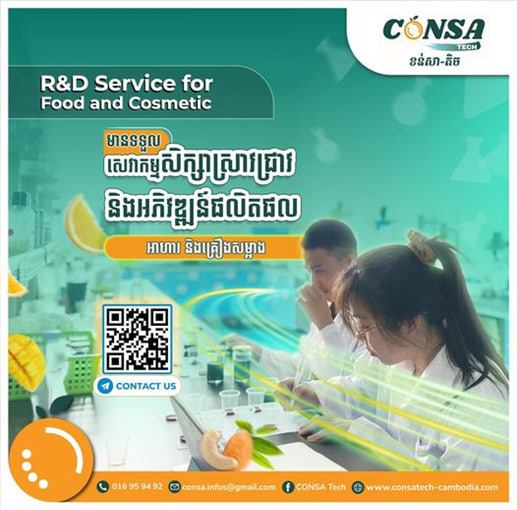 CONSA
TECH
ខន់សា-តិច
R&D Service for
Food and Cosmetic
មានទទួល
សេវាកម្មសិក្សាស្រាវជ្រាវ
និងអភិវឌ្ឍន៍ផលិតផល
អាហារ និងគ្រឿងសម្អាង
CONTACT US
016 95 94 92 consa.infos@gmail.com CONSA Tech www.consatech-cambodia.com